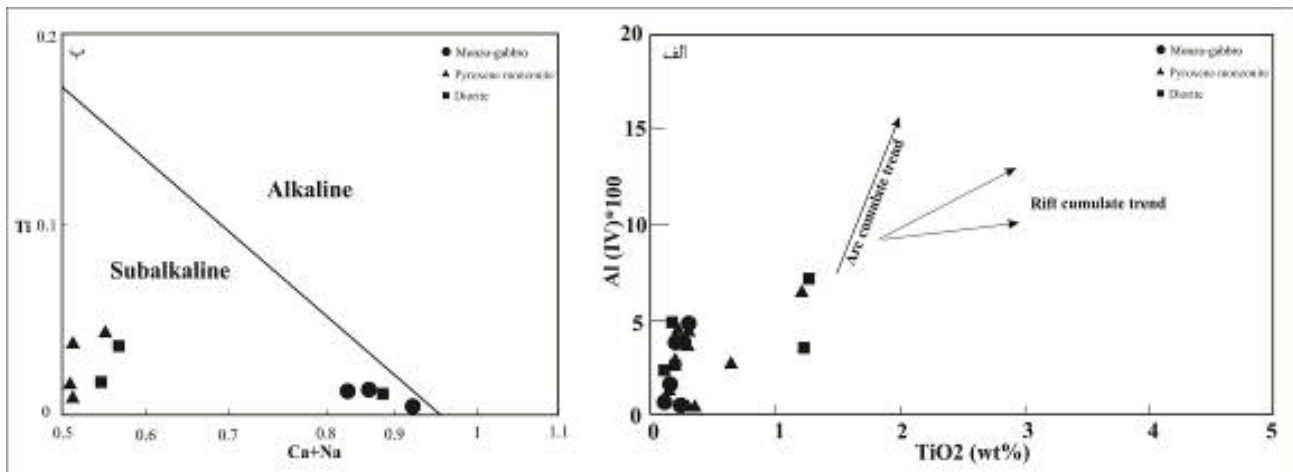 0.2
ب
Monzo-gabbro
Pyroxene monzonite
Diorite
Alkaline
Ti
0.1
Subalkaline
0
0.5
0.6
0.7
0.8
0.9
1
1.1
Ca+Na
20
الف
Monzo-gabbro
Pyroxene monzonite
Diorite
15
Arc cumulate trend
Rift cumulate trend
Al (IV)*100
10
5
0
0
1
2
3
4
5
TiO2 (wt%)